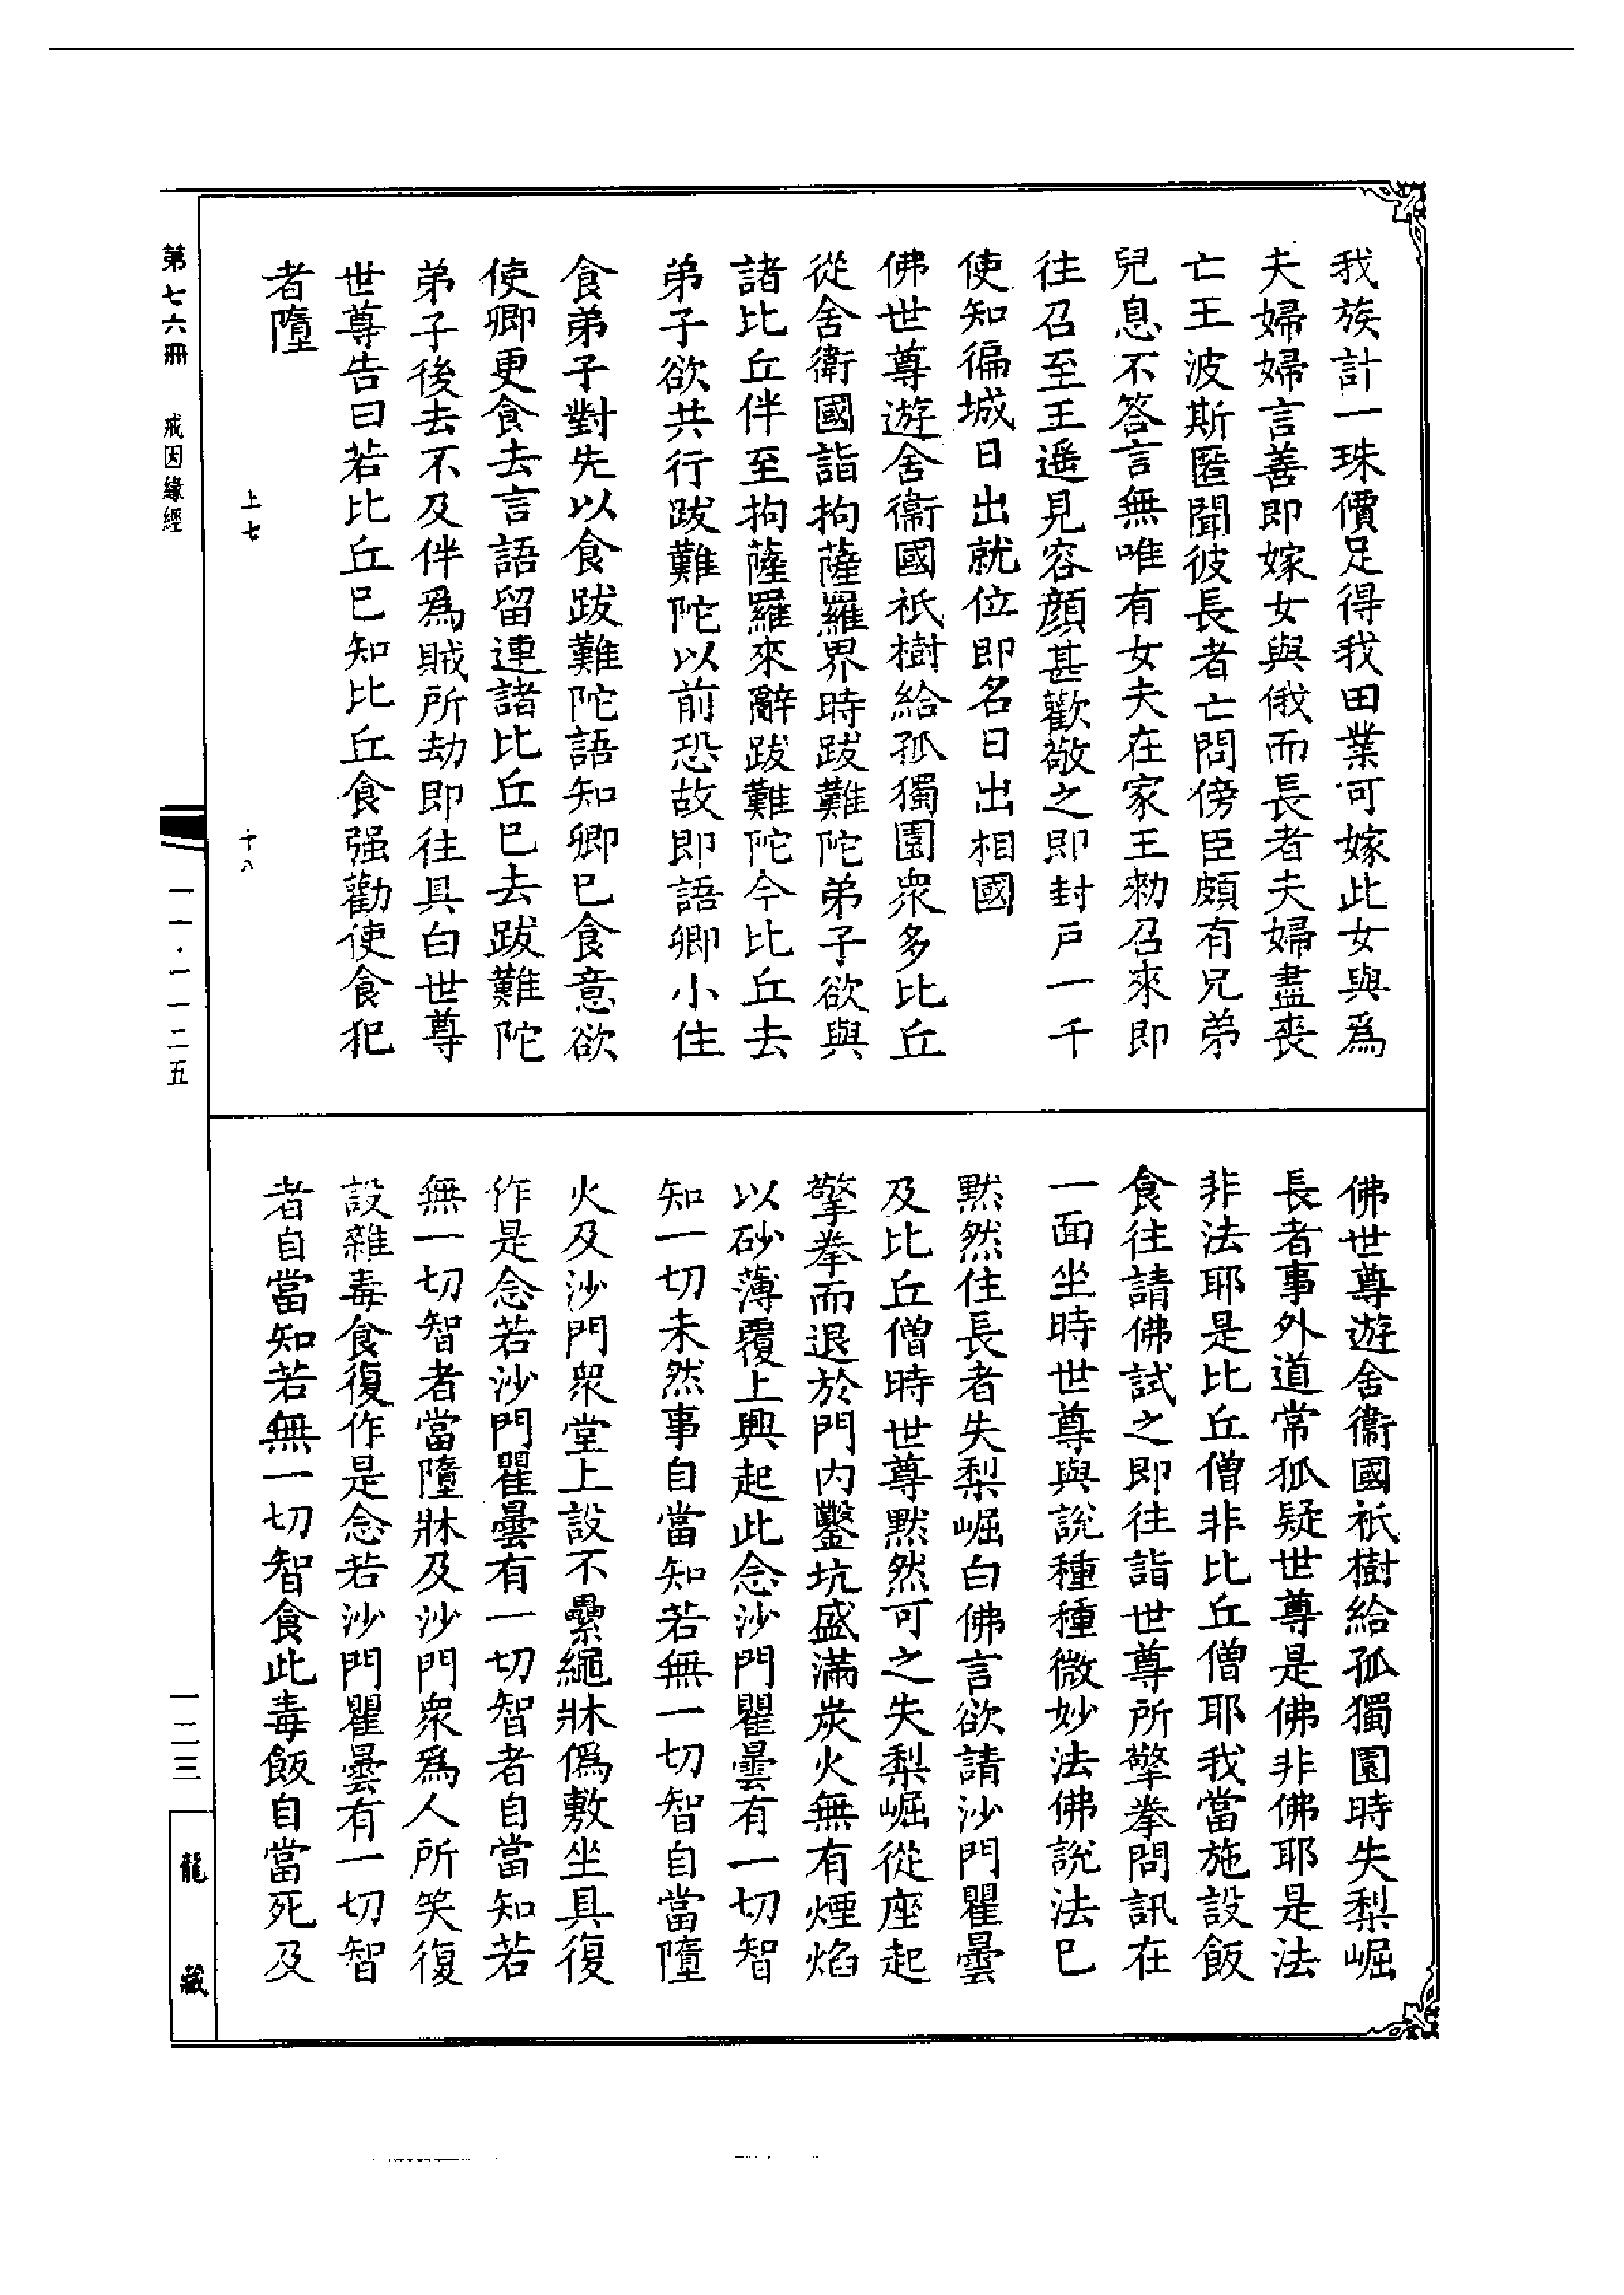 我族計一珠價足得我田業可嫁此女與爲
夫婦婦言善即嫁女與俄而長者夫婦盡喪
亡王波斯匿聞彼長者亡問傍臣頗有兄弟
兒息不答言無唯有女夫在家王勑召來即
往召至王遥見容顏甚歡敬之即封戸一千
使知徧城日出就位即名日出相國
佛世尊遊舍衞國祇樹給孤獨園衆多比丘
從舍衛國詣拘薩羅界時跋難陀弟子欲與
諸比丘伴至拘薩羅來辭跋難陀今比丘去
弟子欲共行跋難陀以前恐故即語卿小住
食弟子對先以食跋難陀語知卿已食意欲
使卿更食去言語留連諸比丘已去跋難陀
弟子後去不及伴爲賊所劫即往具白世尊
世尊告曰若比丘已知比丘食强勸使食犯
者墮
上七
十八
佛世尊遊舍衞國祇樹給孤獨園時失梨崛
長者事外道常狐疑世尊是佛非佛耶是法
非法耶是比丘僧非比丘僧耶我當施設飯
食往請佛試之即往詣世尊所擎拳問訊在
一面坐時世尊與說種種微妙法佛說法已
默然住長者失梨崛白佛言欲請沙門瞿曇
及比丘僧時世尊默然可之失梨崛從座起
擎拳而退於門内鑿坑盛滿炭火無有煙焰
以砂薄覆上興起此念沙門瞿曇有一切智
知一切未然事自當知若無一切智自當墮
火及沙門衆堂上設不纍繩牀僞敷坐具復
作是念若沙門瞿曇有一切智者自當知若
無一切智者當墮牀及沙門衆爲人所笑復
設雜毒食復作是念若沙門瞿曇有一切智
者自當知若無一切智食此毒飯自當死及
第七六冊 戒因緣經
一一·一一二五
一二三
龍藏